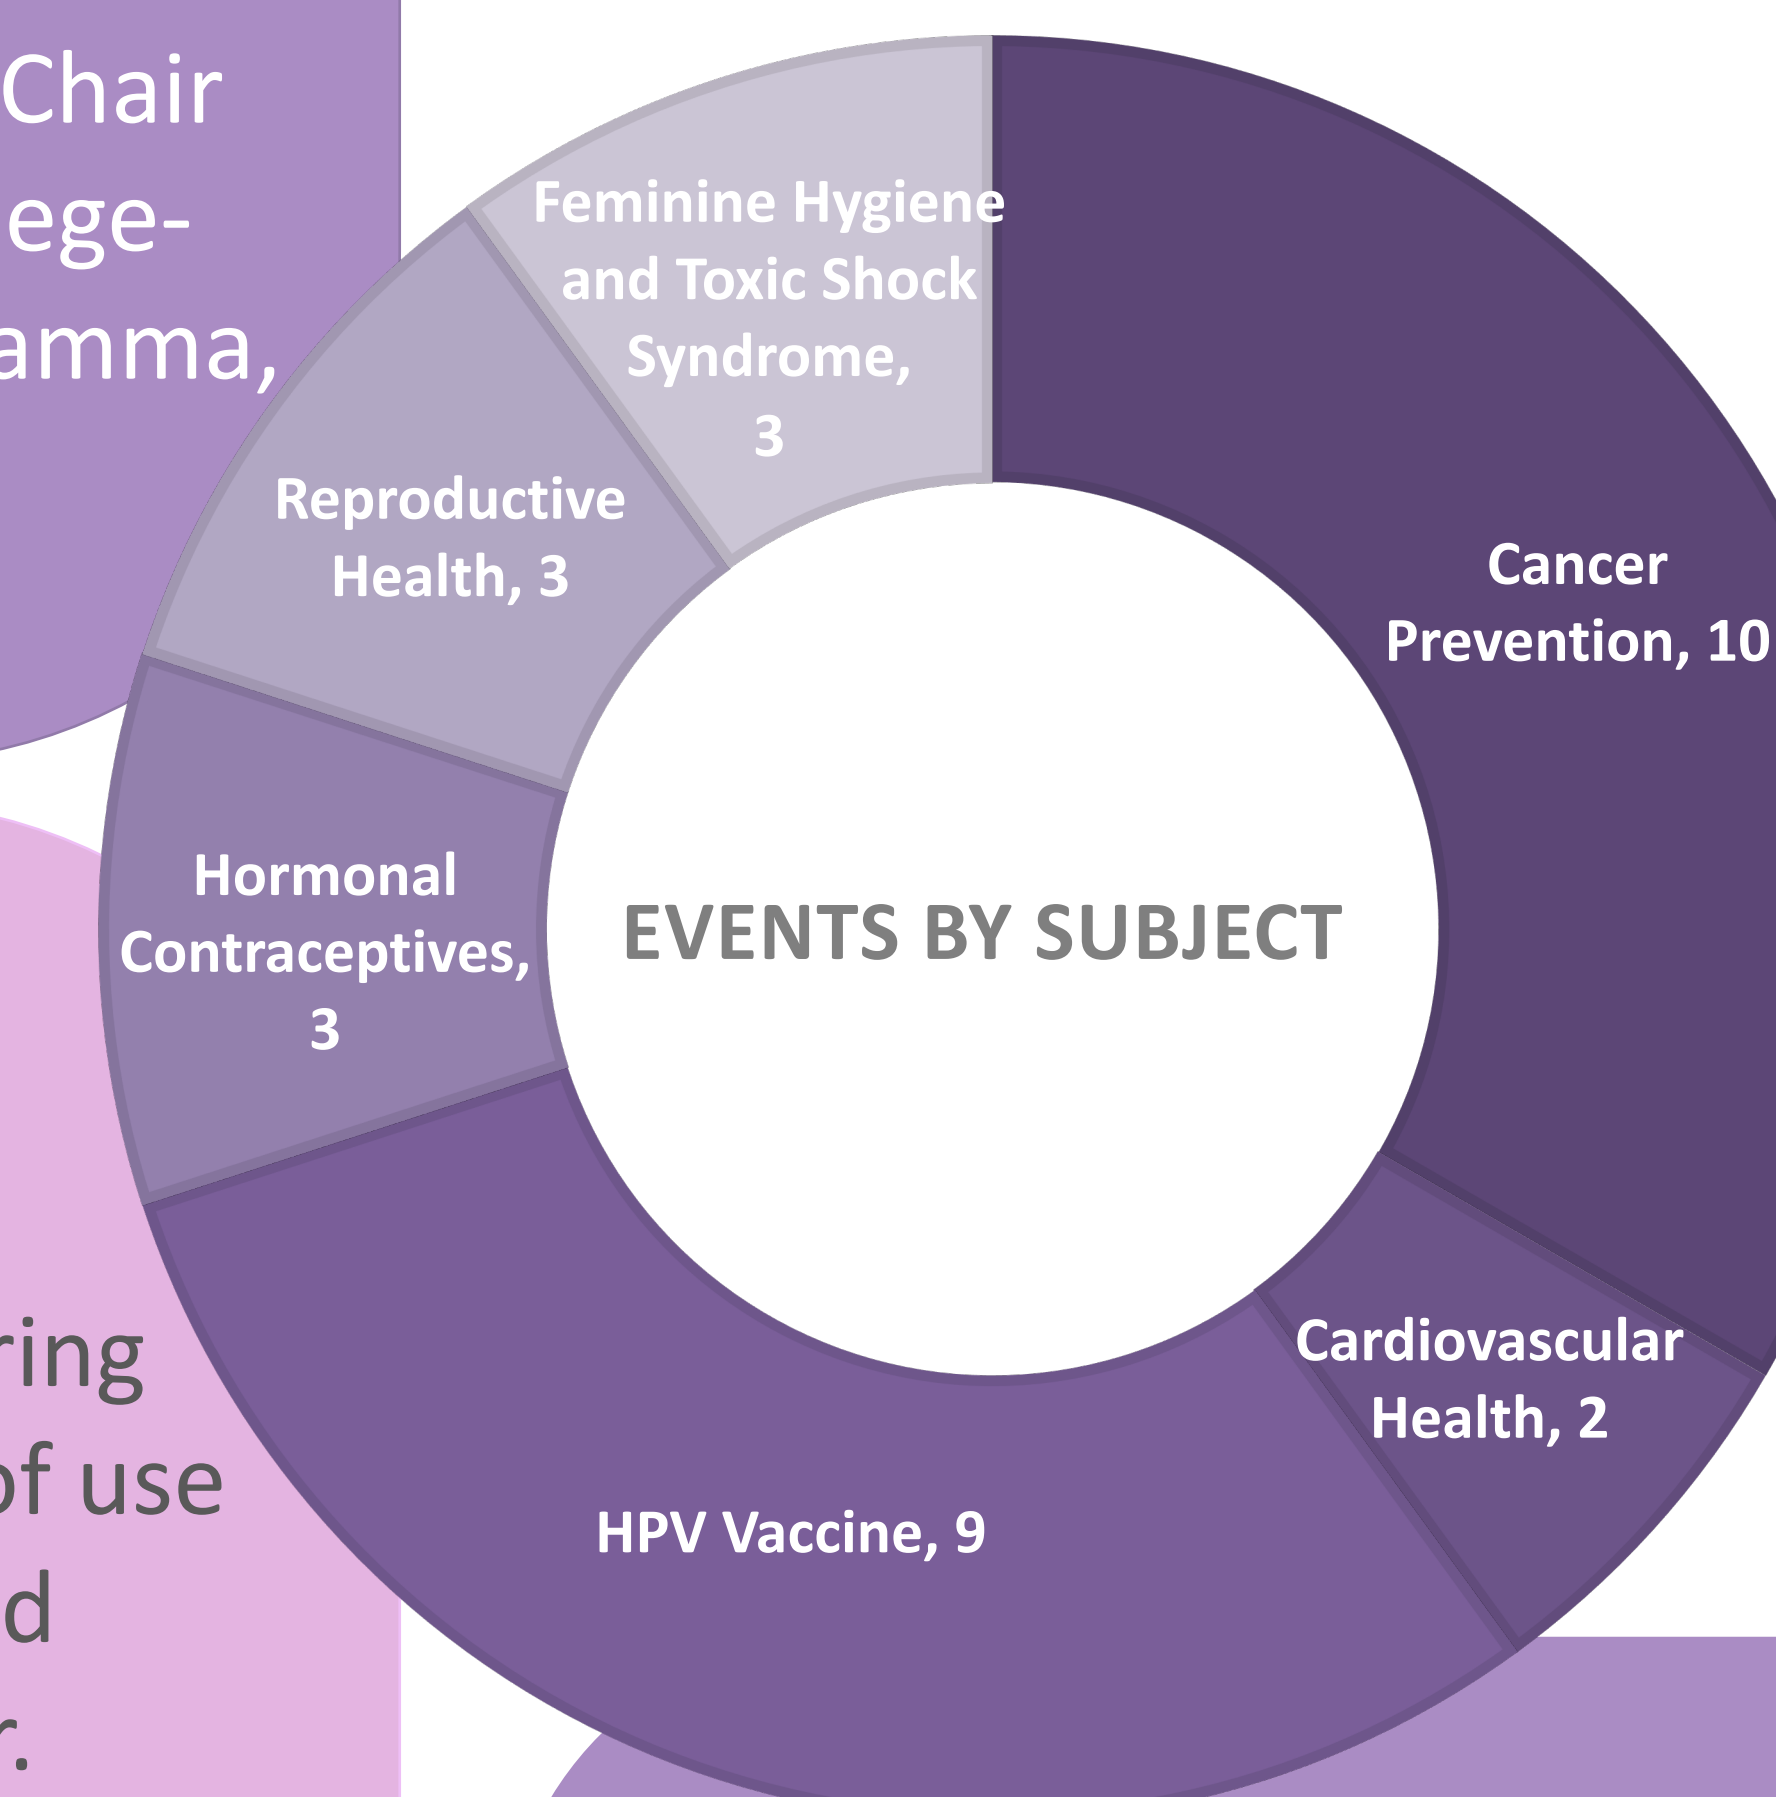 Chair
ege-
amma,
Feminine Hygiene
and Toxic Shock
Syndrome,
3
Reproductive
Health, 3
Cancer
Prevention, 10
Hormonal
Contraceptives,
3
EVENTS BY SUBJECT
Cardiovascular
Health, 2
HPV Vaccine, 9
ring
of use
d
r.